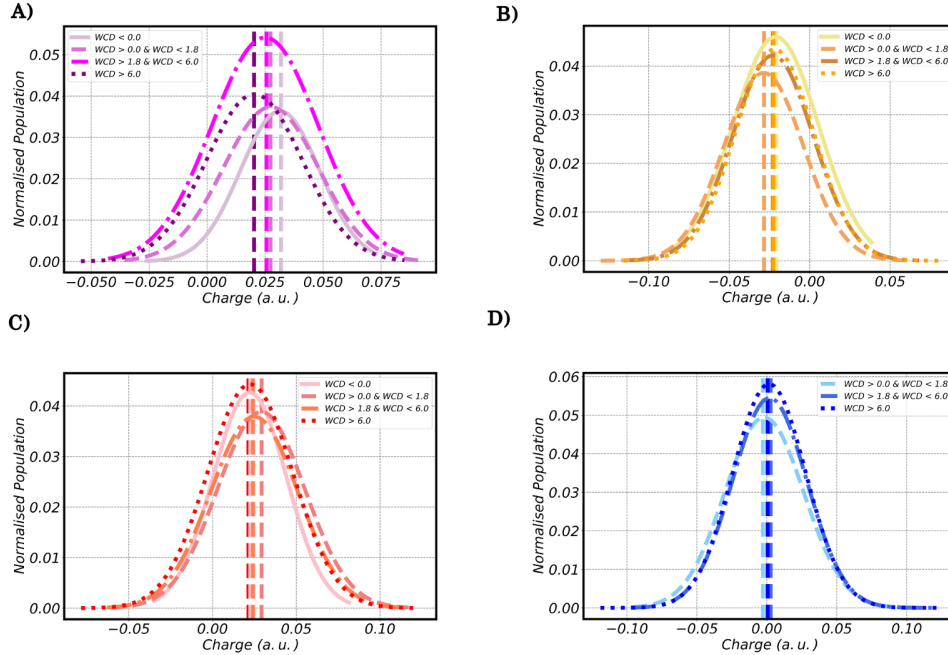 A)
WCD < 0.0
WCD > 0.0 & WCD < 1.8
WCD > 1.8 & WCD < 6.0
WCD > 6.0
0.05
0.04
0.03
0.02
0.01
0.00
Normalised Population
−0.050 −0.025 0.000 0.025 0.050 0.075
Charge (a. u.)
B)
WCD < 0.0
WCD > 0.0 & WCD < 1.8
WCD > 1.8 & WCD < 6.0
WCD > 6.0
0.04
0.03
0.02
0.01
0.00
Normalised Population
−0.10 −0.05 0.00 0.05
Charge (a. u.)
C)
WCD < 0.0
WCD > 0.0 & WCD < 1.8
WCD > 1.8 & WCD < 6.0
WCD > 6.0
0.04
0.03
0.02
0.01
0.00
Normalised Population
−0.05 0.00 0.05 0.10
Charge (a. u.)
D)
WCD > 0.0 & WCD < 1.8
WCD > 1.8 & WCD < 6.0
WCD > 6.0
0.06
0.05
0.04
0.03
0.02
0.01
0.00
Normalised Population
−0.10 −0.05 0.00 0.05 0.10
Charge (a. u.)